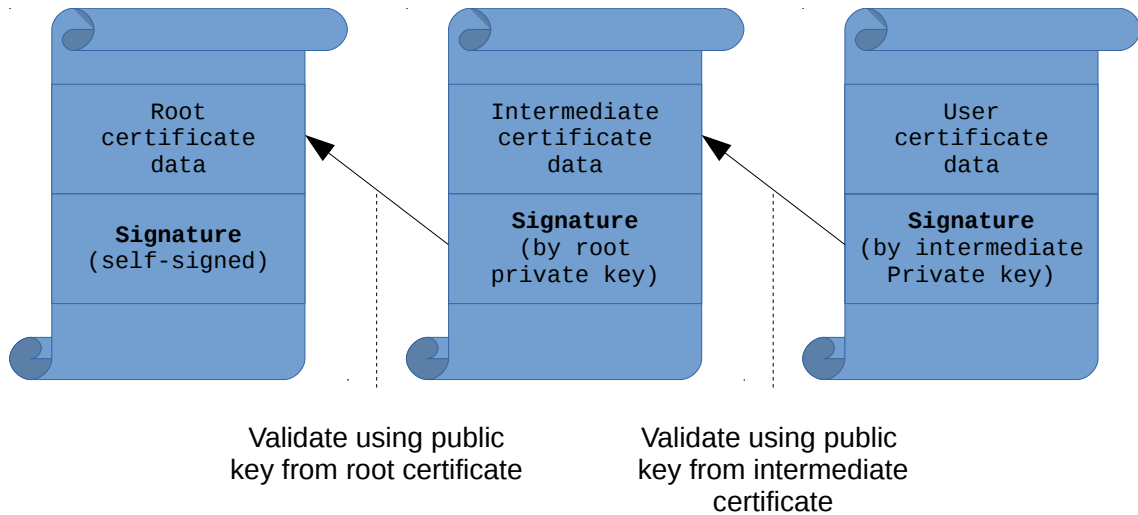 Root
certificate
data
Signature
(self-signed)
Intermediate
certificate
data
Signature
(by root
private key)
User
certificate
data
Signature
(by intermediate
Private key)
Validate using public
key from root certificate
Validate using public
key from intermediate
certificate